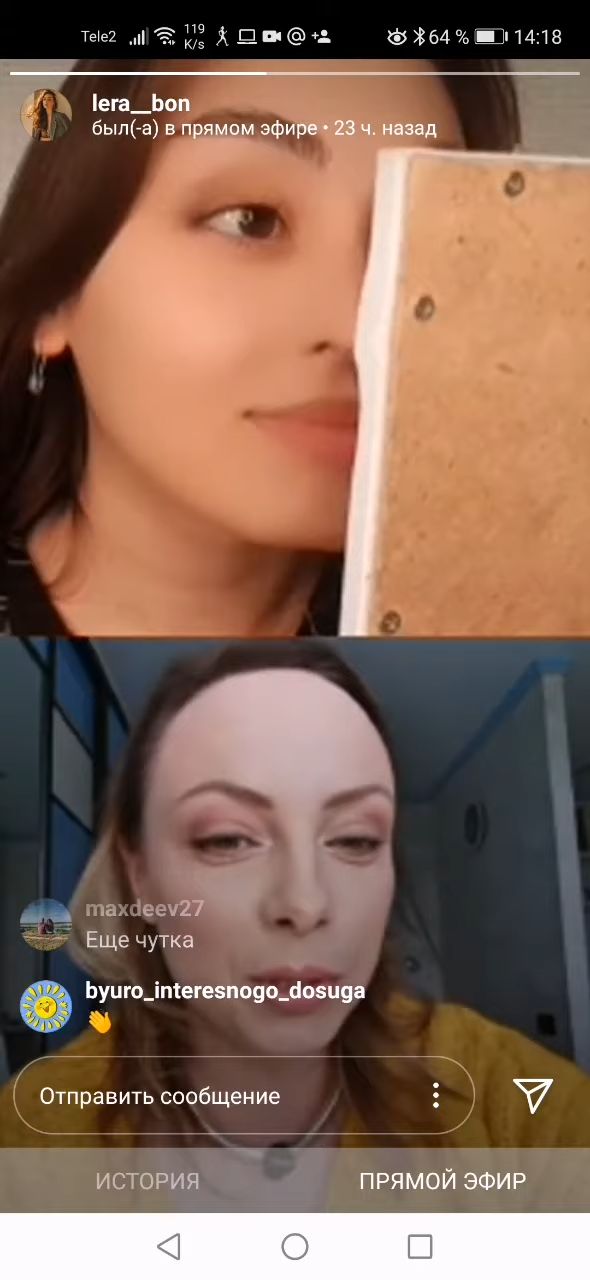 Tele2
119
K/s
64 %
14:18
lera__bon
был(-а) в прямом эфире • 23 ч. назад
maxdeev27
Еще чутка
byuro_interesnogo_dosuga
Отправить сообщение
ИСТОРИЯ
ПРЯМОЙ ЭФИР